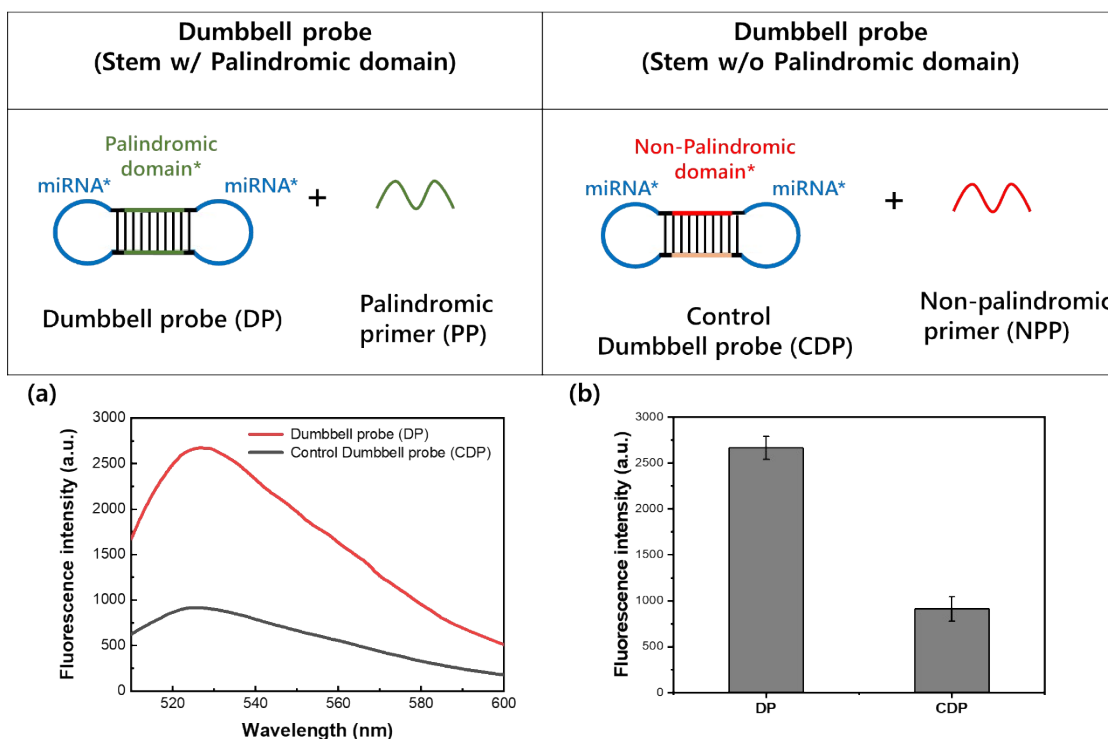 Dumbbell probe
(Stem w/ Palindromic domain)
Dumbbell probe
(Stem w/o Palindromic domain)
Palindromic
domain*
miRNA*
miRNA*
+
Dumbbell probe (DP)
Palindromic
primer (PP)
Non-Palindromic
domain*
miRNA*
miRNA*
+
Control
Dumbbell probe (CDP)
Non-palindromic
primer (NPP)
(a)
Fluorescence intensity (a.u.)
3000
2500
2000
1500
1000
500
0
Dumbbell probe (DP)
Control Dumbbell probe (CDP)
520
540
560
580
600
Wavelength (nm)
(b)
Fluorescence intensity (a.u.)
3000
2500
2000
1500
1000
500
0
DP
CDP